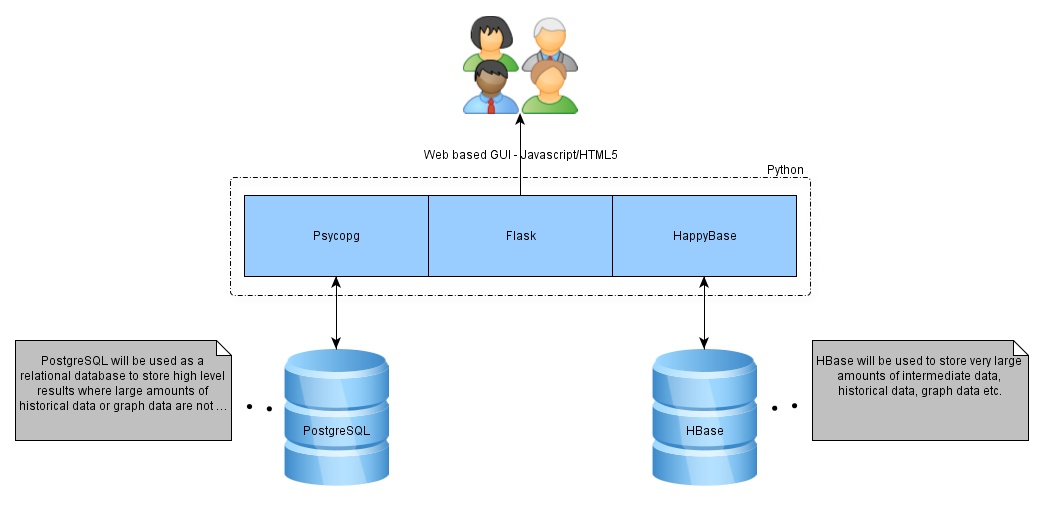 Web based GUI - Javascript/HTML5
Python
Psycopg
Flask
HappyBase
PostgreSQL will be used as a
relational database to store high level
results where large amounts of
historical data or graph data are not ...
PostgreSQL
HBase
HBase will be used to store very large
amounts of intermediate data,
historical data, graph data etc.